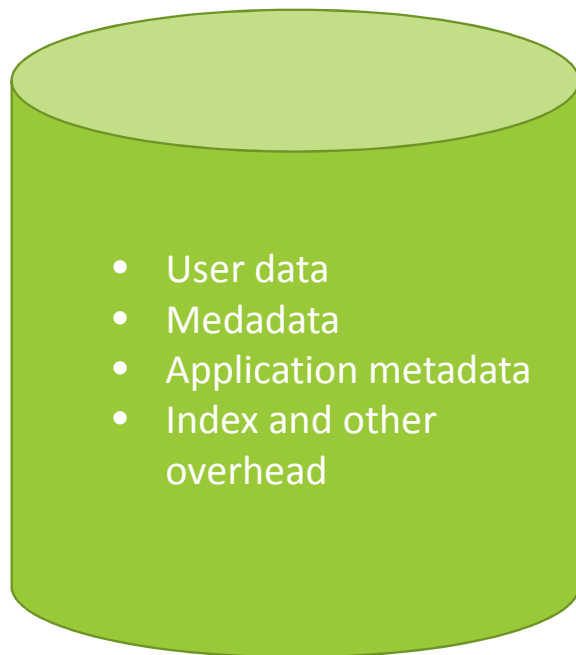 • User data
• Medadata
• Application metadata
• Index and other
overhead